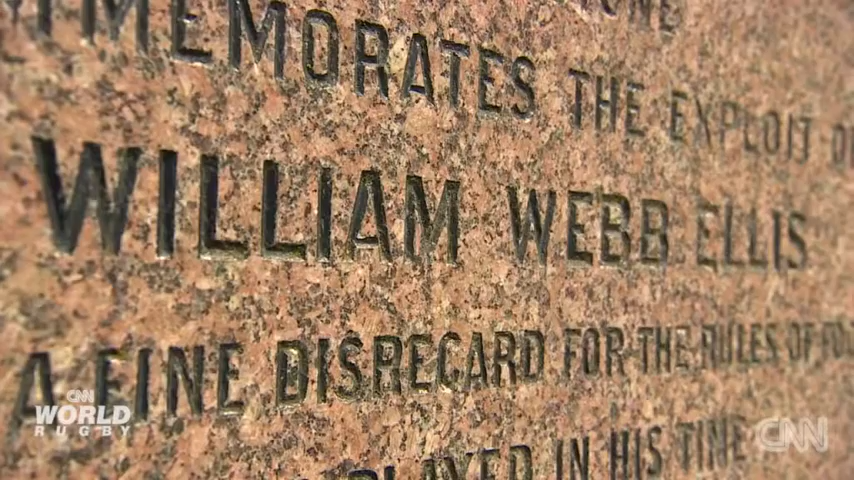 MEMORATES THE EXPLOIT
WILLIAM WEBB ELLIS
A FINE DISREGARD FOR THE RULES OF
PLAYED IN HIS TIME
CNN
WORLD
RUGBY
CNN